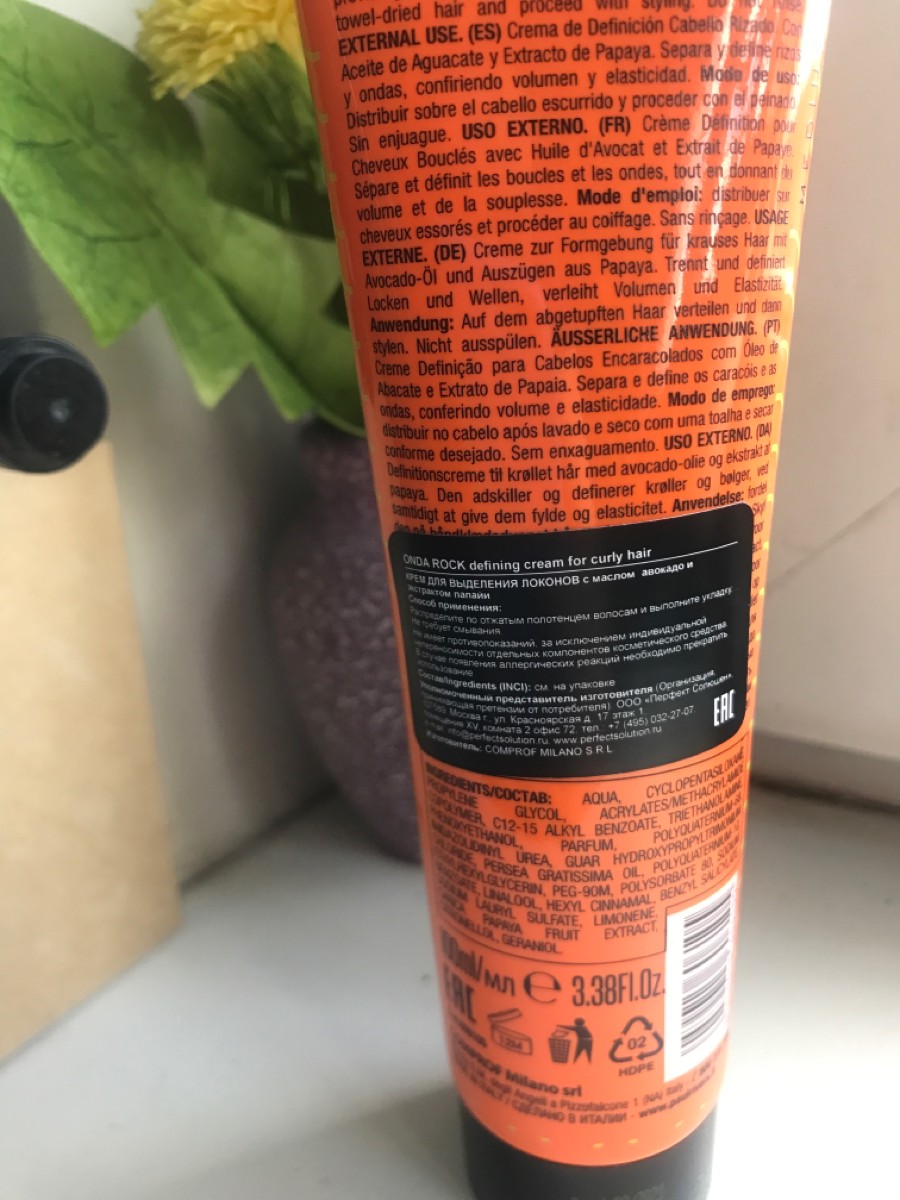 towel-dried hair and proceed with styling. Do not rinse
EXTERNAL USE. (ES) Crema de Definición Cabello Rizado Con
Aceite de Aguacate y Extracto de Papaya. Separa y define rizos
y ondas, confiriendo volumen y elasticidad. Modo de uso:
Distribuir sobre el cabello escurrido y proceder con el peinado
Sin enjuague. USO EXTERNO. (FR) Crème Définition pour
Cheveux Bouclés avec Huile d'Avocat et Extrait de Papaye.
Sépare et définit les boucles et les ondes, tout en donnant du
volume et de la souplesse. Mode d'emploi: distribuer sur
cheveux essorés et procéder au coiffage. Sans rinçage. USAGE
EXTERNE. (DE) Creme zur Formgebung für krauses Haar mit
Avocado-Öl und Auszügen aus Papaya. Trennt und definiert
Locken und Wellen, verleiht Volumen und Elastizität
Anwendung: Auf dem abgetupften Haar verteilen und dann
stylen. Nicht ausspülen. ÄUSSERLICHE ANWENDUNG. (PT)
Creme Definição para Cabelos Encaracolados com Óleo de
Abacate e Extrato de Papaia. Separa e define os caracóis e as
ondas, conferindo volume e elasticidade. Modo de emprego:
distribuir no cabelo após lavado e seco com uma toalha e secar
conforme desejado. Sem enxaguamento. USO EXTERNO. (DA)
Definitionscreme til krøllet hår med avocado-olie og ekstrakt af
papaya. Den adskiller og definerer krøller og bølger, ved
samtidigt at give dem fylde og elasticitet. Anvendelse: fordel
ONDA ROCK defining cream for curly hair
КРЕМ ДЛЯ ВЫДЕЛЕНИЯ ЛОКОНОВ с маслом авокадо и
экстрактом папайи
Способ применения:
Распределите по отжатым полотенцем волосам и выполните укладку.
Не требует смывания
Не имеет противопоказаний, за исключением индивидуальной
непереносимости отдельных компонентов косметического средства.
В случае появления аллергических реакций необходимо прекратить
использование
Состав/Ingredients (INCI): см. на упаковке
Уполномоченный представитель изготовителя (Организация,
принимающая претензии от потребителя): ООО «Перфект Солюшен»,
Москва г., ул. Красноярская д. 17 этаж 1
помещение XV, комната 2 офис 72, тел.: +7 (495) 032-27-07
info@perfectsolution.ru, www.perfectsolution.ru
Изготовитель: COMPROF MILANO S.R.L
EAC
INGREDIENTS/СОСТАВ: AQUA, CYCLOPENTASILOXANE,
PROPYLENE GLYCOL, ACRYLATES/METHACRYLAMIDE
COPOLYMER, C12-15 ALKYL BENZOATE, TRIETHANOLAMINE,
PHENOXYETHANOL, PARFUM, POLYQUATERNIUM-68,
IMIDAZOLIDINYL UREA, GUAR HYDROXYPROPYLTRIMONIUM
CHLORIDE, PERSEA GRATISSIMA OIL, POLYQUATERNIUM
ETHYLHEXYLGLYCERIN, PEG-90M, POLYSORBATE 80, SODIUM
LINALOOL, HEXYL CINNAMAL, BENZYL SALICYLATE,
SODIUM LAURYL SULFATE, LIMONENE,
PAPAYA FRUIT EXTRACT,
CITRONELLOL, GERANIOL
100ml/мл e 3.38Fl.Oz.
EAC 12M 02
HDPE
COMPROF Milano srl
Angeli a Pizzofalcone 1 (NA) Italy
СДЕЛАНО В ИТАЛИИ